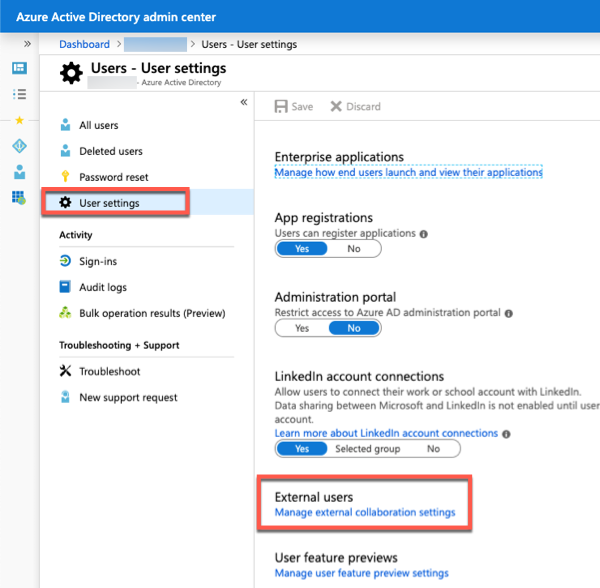 Azure Active Directory admin center
Dashboard > > Users - User settings
Users - User settings
- Azure Active Directory
All users
Deleted users
Password reset
User settings
Activity
Sign-ins
Audit logs
Bulk operation results (Preview)
Troubleshooting + Support
Troubleshoot
New support request
Save Discard
Enterprise applications
Manage how end users launch and view their applications
App registrations
Users can register applications
Yes No
Administration portal
Restrict access to Azure AD administration portal
Yes No
LinkedIn account connections
Allow users to connect their work or school account with LinkedIn.
Data sharing between Microsoft and LinkedIn is not enabled until user
account.
Learn more about LinkedIn account connections
Yes Selected group No
External users
Manage external collaboration settings
User feature previews
Manage user feature preview settings